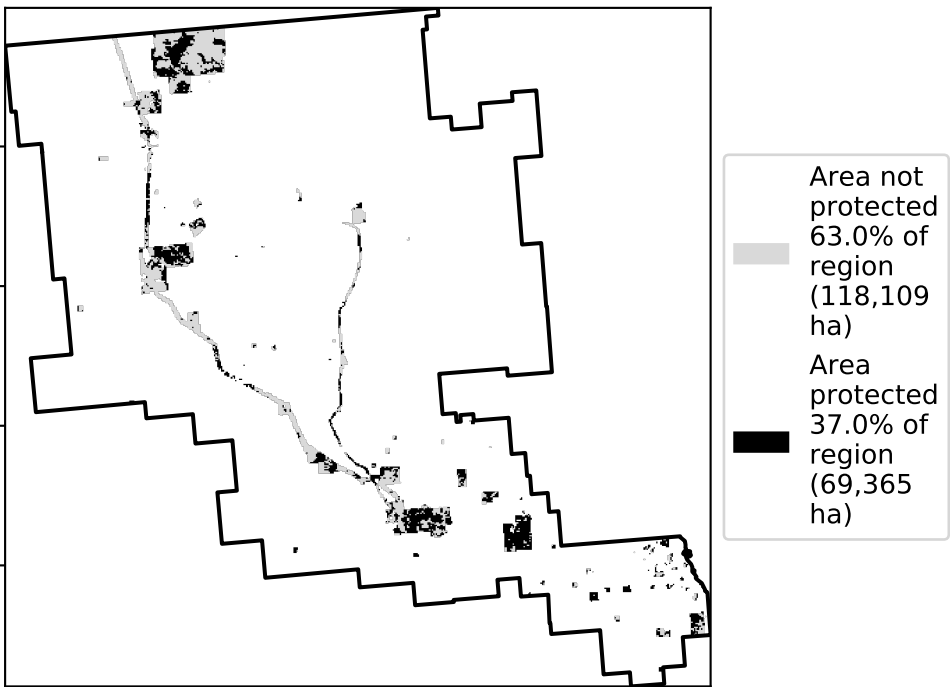 Area not
protected
63.0% of
region
(118,109
ha)
Area
protected
37.0% of
region
(69,365
ha)